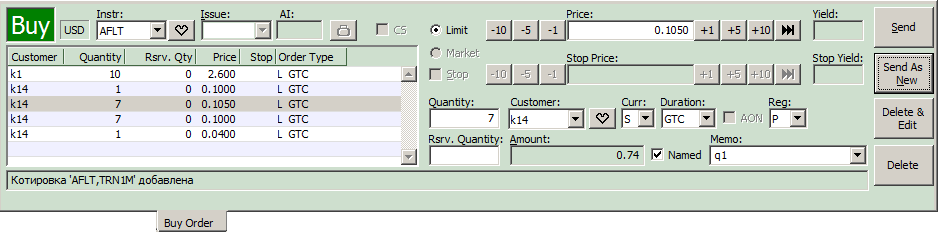 Buy USD Instr: AFLT Issue: AI: CS Limit -10 -5 -1 Price: 0.1050 +1 +5 +10 Yield: Send
Market
Stop -10 -5 -1 Stop Price: +1 +5 +10 Stop Yield: Send As New
Customer Quantity Rsrv. Qty Price Stop Order Type
k1 10 0 2.600 L GTC
k14 1 0 0.1000 L GTC
k14 7 0 0.1050 L GTC
k14 7 0 0.1000 L GTC
k14 1 0 0.0400 L GTC
Quantity: 7 Customer: k14 Curr: S Duration: GTC AON Reg: P Delete & Edit
Rsrv. Quantity: Amount: 0.74 Named Memo: q1 Delete
Котировка 'AFLT,TRN1M' добавлена
Buy Order